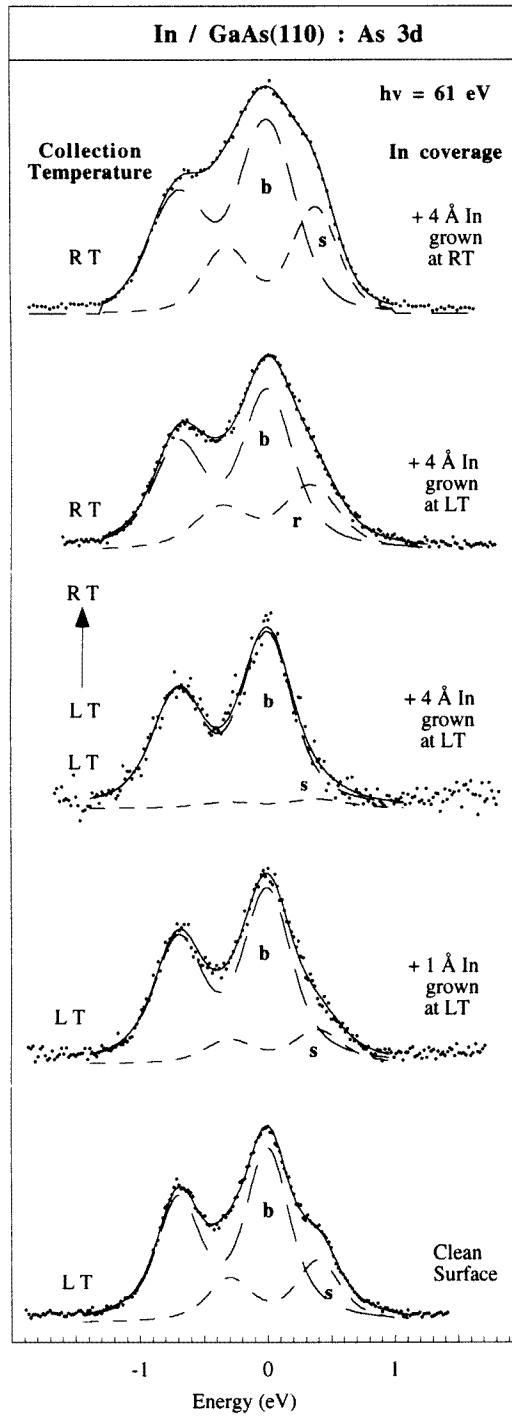 In / GaAs(110) : As 3d
hν = 61 eV
Collection
Temperature
In coverage
b
s
+ 4 Å In
grown
at RT
R T
b
r
+ 4 Å In
grown
at LT
R T
R T
L T
L T
b
s
+ 4 Å In
grown
at LT
b
s
+ 1 Å In
grown
at LT
L T
b
s
Clean
Surface
L T
-1 0 1
Energy (eV)